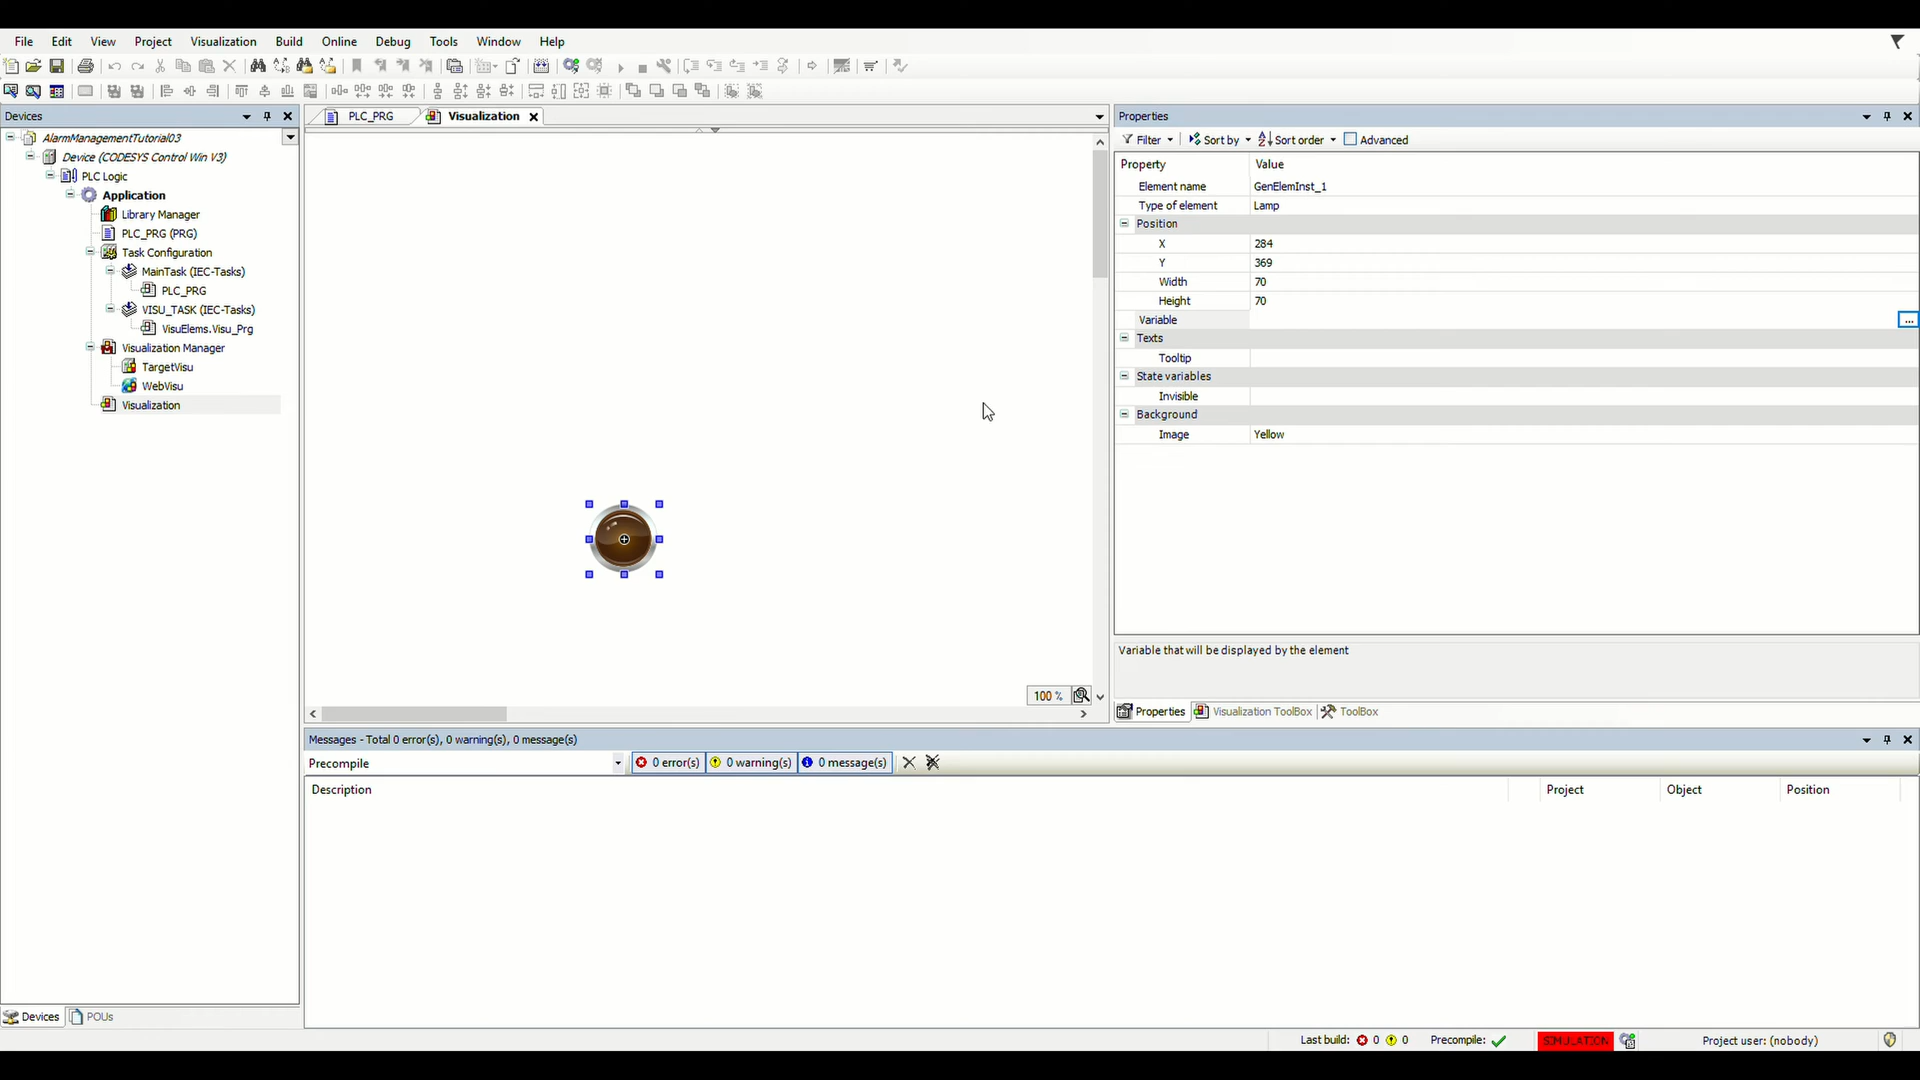 File Edit View Project Visualization Build Online Debug Tools Window Help
Devices
AlarmManagementTutorial03
Device (CODESYS Control Win V3)
PLC Logic
Application
Library Manager
PLC_PRG (PRG)
Task Configuration
MainTask (IEC-Tasks)
PLC_PRG
VISU_TASK (IEC-Tasks)
VisuElems.Visu_Prg
Visualization Manager
TargetVisu
WebVisu
Visualization
Devices POUs
PLC_PRG Visualization
100 %
Properties
Filter Sort by Sort order Advanced
Property Value
Element name GenElemInst_1
Type of element Lamp
Position
X 284
Y 369
Width 70
Height 70
Variable ...
Texts
Tooltip
State variables
Invisible
Background
Image Yellow
Variable that will be displayed by the element
Properties Visualization ToolBox ToolBox
Messages - Total 0 error(s), 0 warning(s), 0 message(s)
Precompile 0 error(s) 0 warning(s) 0 message(s)
Description Project Object Position
Last build: 0 0 Precompile: SIMULATION Project user: (nobody)